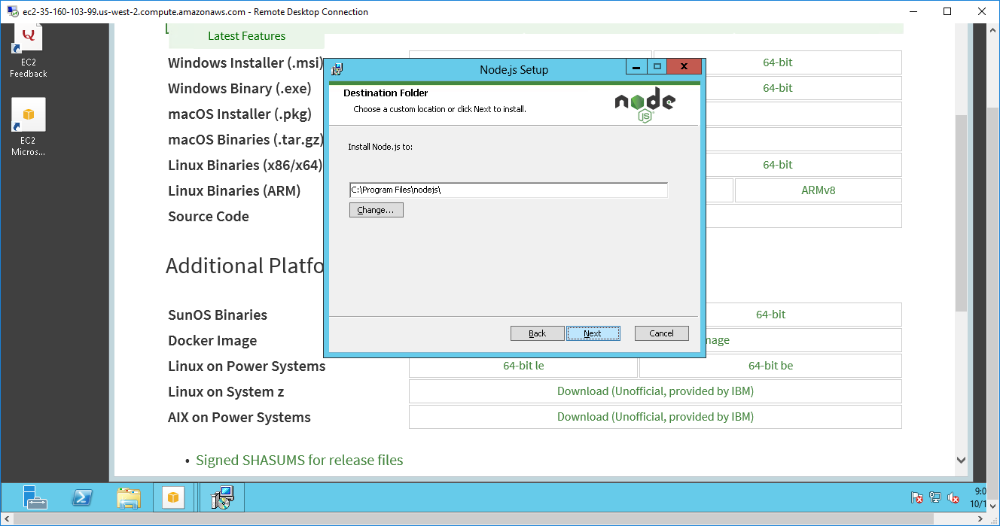 ec2-35-160-103-99.us-west-2.compute.amazonaws.com - Remote Desktop Connection
EC2
Feedback
EC2
Micros...
Latest Features
Windows Installer (.msi)
64-bit
Windows Binary (.exe)
64-bit
macOS Installer (.pkg)
macOS Binaries (.tar.gz)
Linux Binaries (x86/x64)
64-bit
Linux Binaries (ARM)
ARMv8
Source Code
Node.js Setup
Destination Folder
Choose a custom location or click Next to install.
node
JS
Install Node.js to:
C:\Program Files\nodejs\
Change...
Back
Next
Cancel
Additional Platfo
SunOS Binaries
64-bit
Docker Image
mage
Linux on Power Systems
64-bit le
64-bit be
Linux on System z
Download (Unofficial, provided by IBM)
AIX on Power Systems
Download (Unofficial, provided by IBM)
• Signed SHASUMS for release files
9:0
10/1